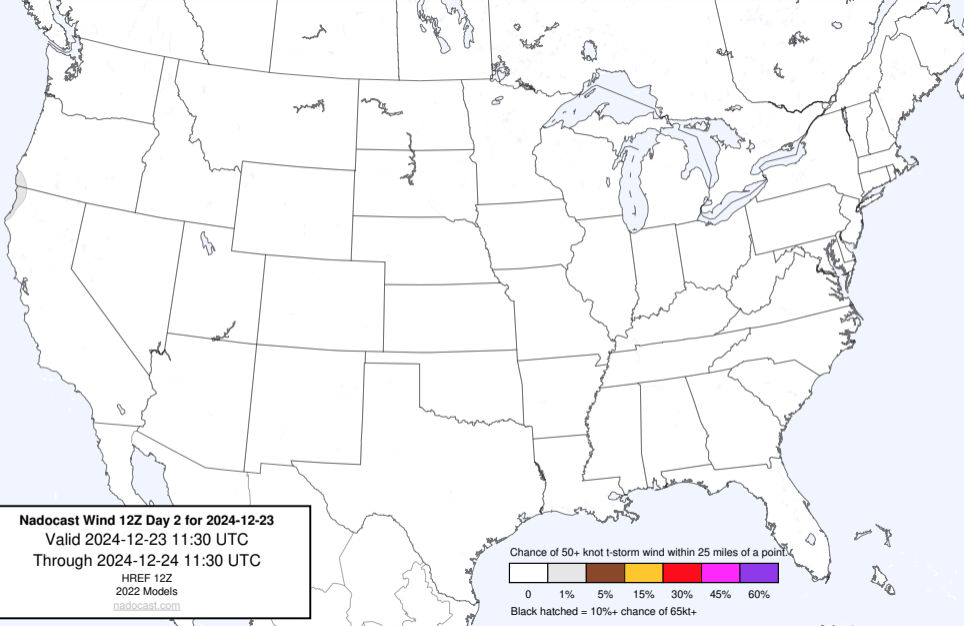 Nadocast Wind 12Z Day 2 for 2024-12-23
Valid 2024-12-23 11:30 UTC
Through 2024-12-24 11:30 UTC
HREF 12Z
2022 Models
nadocast.com
Chance of 50+ knot t-storm wind within 25 miles of a point.
0 1% 5% 15% 30% 45% 60%
Black hatched = 10%+ chance of 65kt+